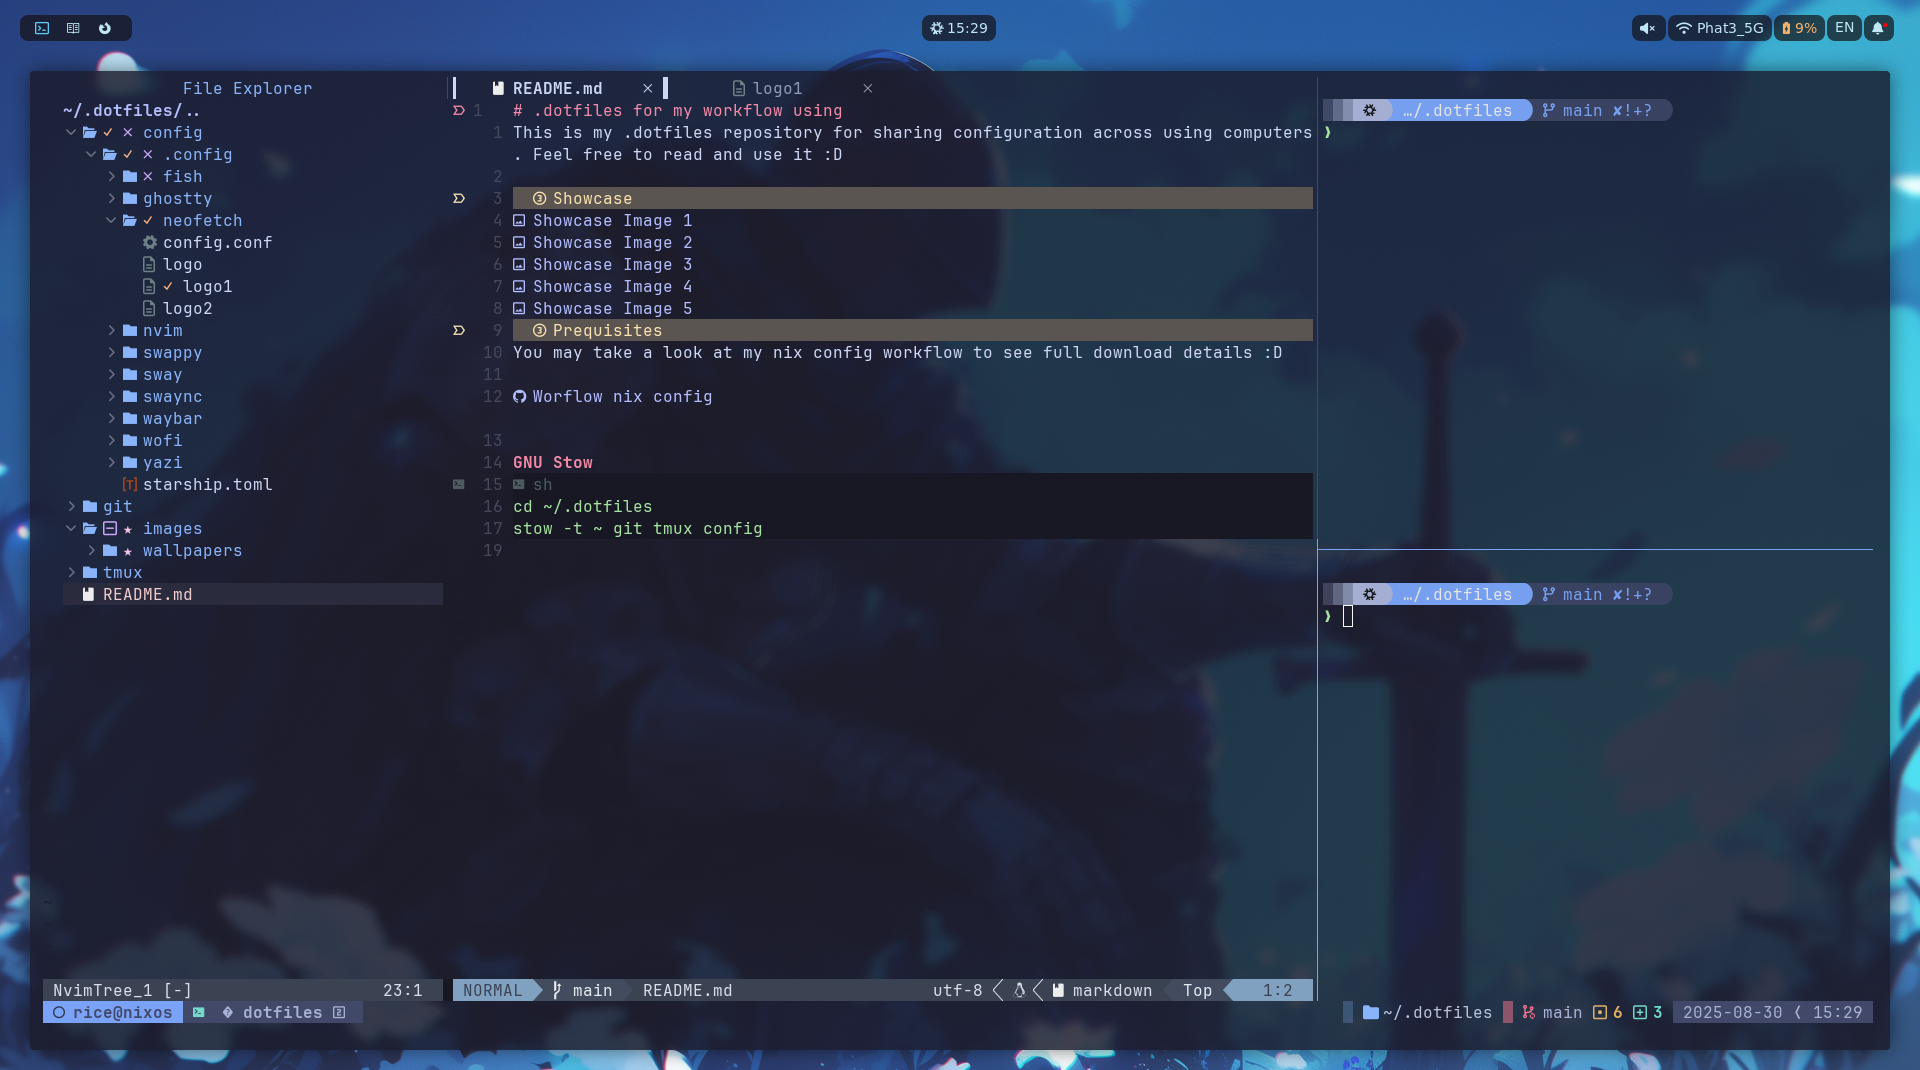 15:29
Phat3_5G
9%
EN
File Explorer
~/.dotfiles/..
config
.config
fish
ghostty
neofetch
config.conf
logo
logo1
logo2
nvim
swappy
sway
swaync
waybar
wofi
yazi
starship.toml
git
images
wallpapers
tmux
README.md
README.md × logo1 ×
1 # .dotfiles for my workflow using
1 This is my .dotfiles repository for sharing configuration across using computers
. Feel free to read and use it :D
2
3 ③ Showcase
4 Showcase Image 1
5 Showcase Image 2
6 Showcase Image 3
7 Showcase Image 4
8 Showcase Image 5
9 ③ Prequisites
10 You may take a look at my nix config workflow to see full download details :D
11
12 Worflow nix config
13
14 GNU Stow
15 sh
16 cd ~/.dotfiles
17 stow -t ~ git tmux config
19
…/.dotfiles main ✘!+?
❯
…/.dotfiles main ✘!+?
❯
NvimTree_1 [-] 23:1
NORMAL main README.md utf-8 markdown Top 1:2
rice@nixos dotfiles 2
~/.dotfiles main 6 3 2025-08-30 ⟨ 15:29